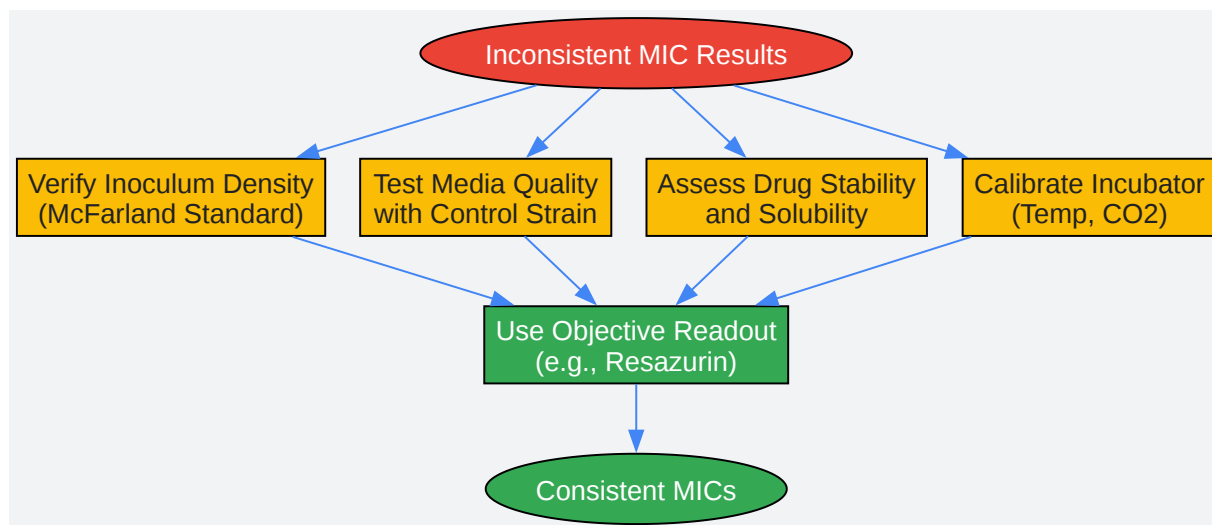 Inconsistent MIC Results
Verify Inoculum Density
(McFarland Standard)
Test Media Quality
with Control Strain
Assess Drug Stability
and Solubility
Calibrate Incubator
(Temp, CO2)
Use Objective Readout
(e.g., Resazurin)
Consistent MICs